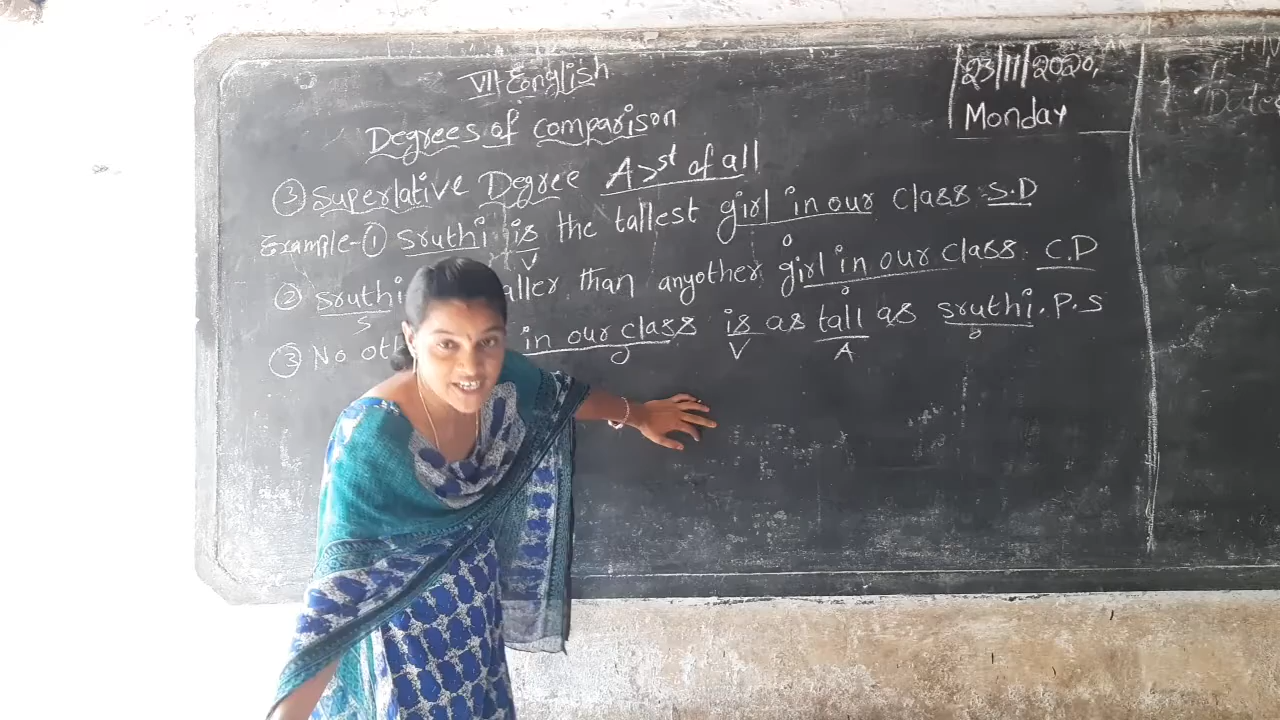 VII-English
23/11/2020,
Monday
Degrees of comparison
③ Superlative Degree A>st of all
Example-① Sruthi is the tallest girl in our class. S.D
V O
② Sruthi aller than anyother girl in our class. C.D
S O
③ No oth in our class is as tall as sruthi. P.S
O V A O
Date